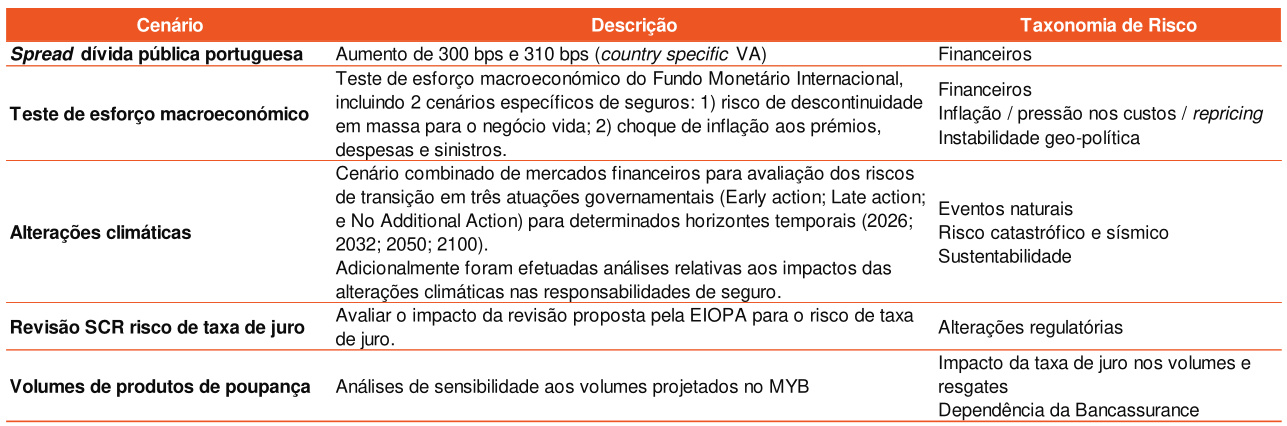 Cenário Descrição Taxonomia de Risco
Spread dívida pública portuguesa Aumento de 300 bps e 310 bps (country specific VA) Financeiros
Teste de esforço macroeconómico
Teste de esforço macroeconómico do Fundo Monetário Internacional,
incluindo 2 cenários específicos de seguros: 1) risco de descontinuidade
em massa para o negócio vida; 2) choque de inflação aos prémios,
despesas e sinistros.
Financeiros
Inflação / pressão nos custos / repricing
Instabilidade geo-política
Alterações climáticas
Cenário combinado de mercados financeiros para avaliação dos riscos
de transição em três atuações governamentais (Early action; Late action;
e No Additional Action) para determinados horizontes temporais (2026;
2032; 2050; 2100).
Adicionalmente foram efetuadas análises relativas aos impactos das
alterações climáticas nas responsabilidades de seguro.
Eventos naturais
Risco catastrófico e sísmico
Sustentabilidade
Revisão SCR risco de taxa de juro
Avaliar o impacto da revisão proposta pela EIOPA para o risco de taxa
de juro.
Alterações regulatórias
Volumes de produtos de poupança
Análises de sensibilidade aos volumes projetados no MYB
Impacto da taxa de juro nos volumes e
resgates
Dependência da Bancassurance